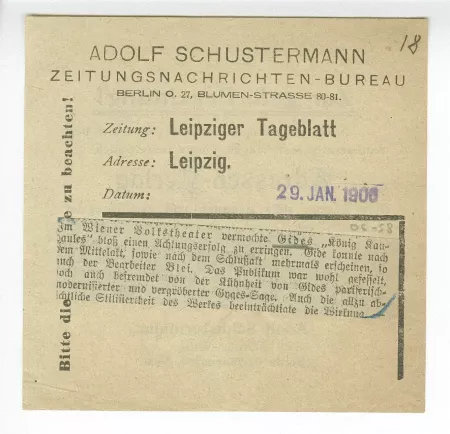 18
ADOLF SCHUSTERMANN
ZEITUNGSNACHRICHTEN-BUREAU
BERLIN O. 27, BLUMEN-STRASSE 80-81.
Zeitung: Leipziger Tageblatt
Adresse: Leipzig.
Datum: 29. JAN. 1906
Bitte die zu beachten!
Im Wiener Volkstheater vermochte Gides „König Kan-
daules" bloß einen Achtungserfolg zu erringen. Gide konnte nach
dem Mittelakt, sowie nach dem Schlußakt mehrmals erscheinen, so
auch der Bearbeiter Blei. Das Publikum war wohl gefesselt,
doch auch befremdet von der Kühnheit von Gides pariserisch-
modernisierter und vergröberter Gyges-Sage. Auch die allzu ab-
sichtliche Stilisiertheit des Werkes beeinträchtigte die Wirkung